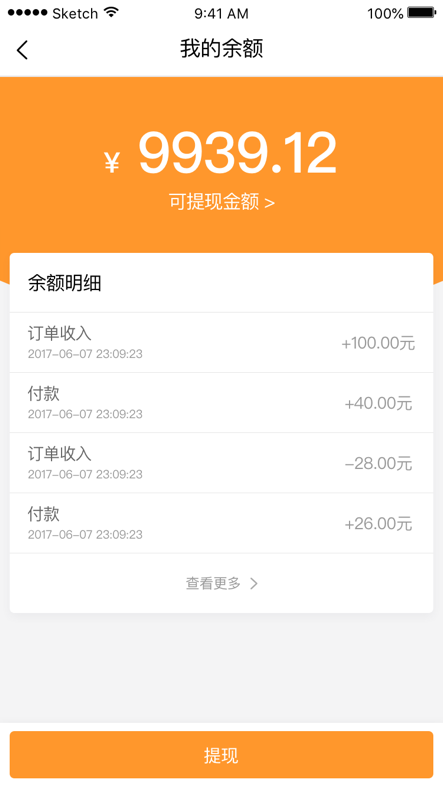 Sketch 9:41 AM 100%
我的余额
¥ 9939.12
可提现金额 >
余额明细
订单收入
2017-06-07 23:09:23
+100.00元
付款
2017-06-07 23:09:23
+40.00元
订单收入
2017-06-07 23:09:23
-28.00元
付款
2017-06-07 23:09:23
+26.00元
查看更多
提现